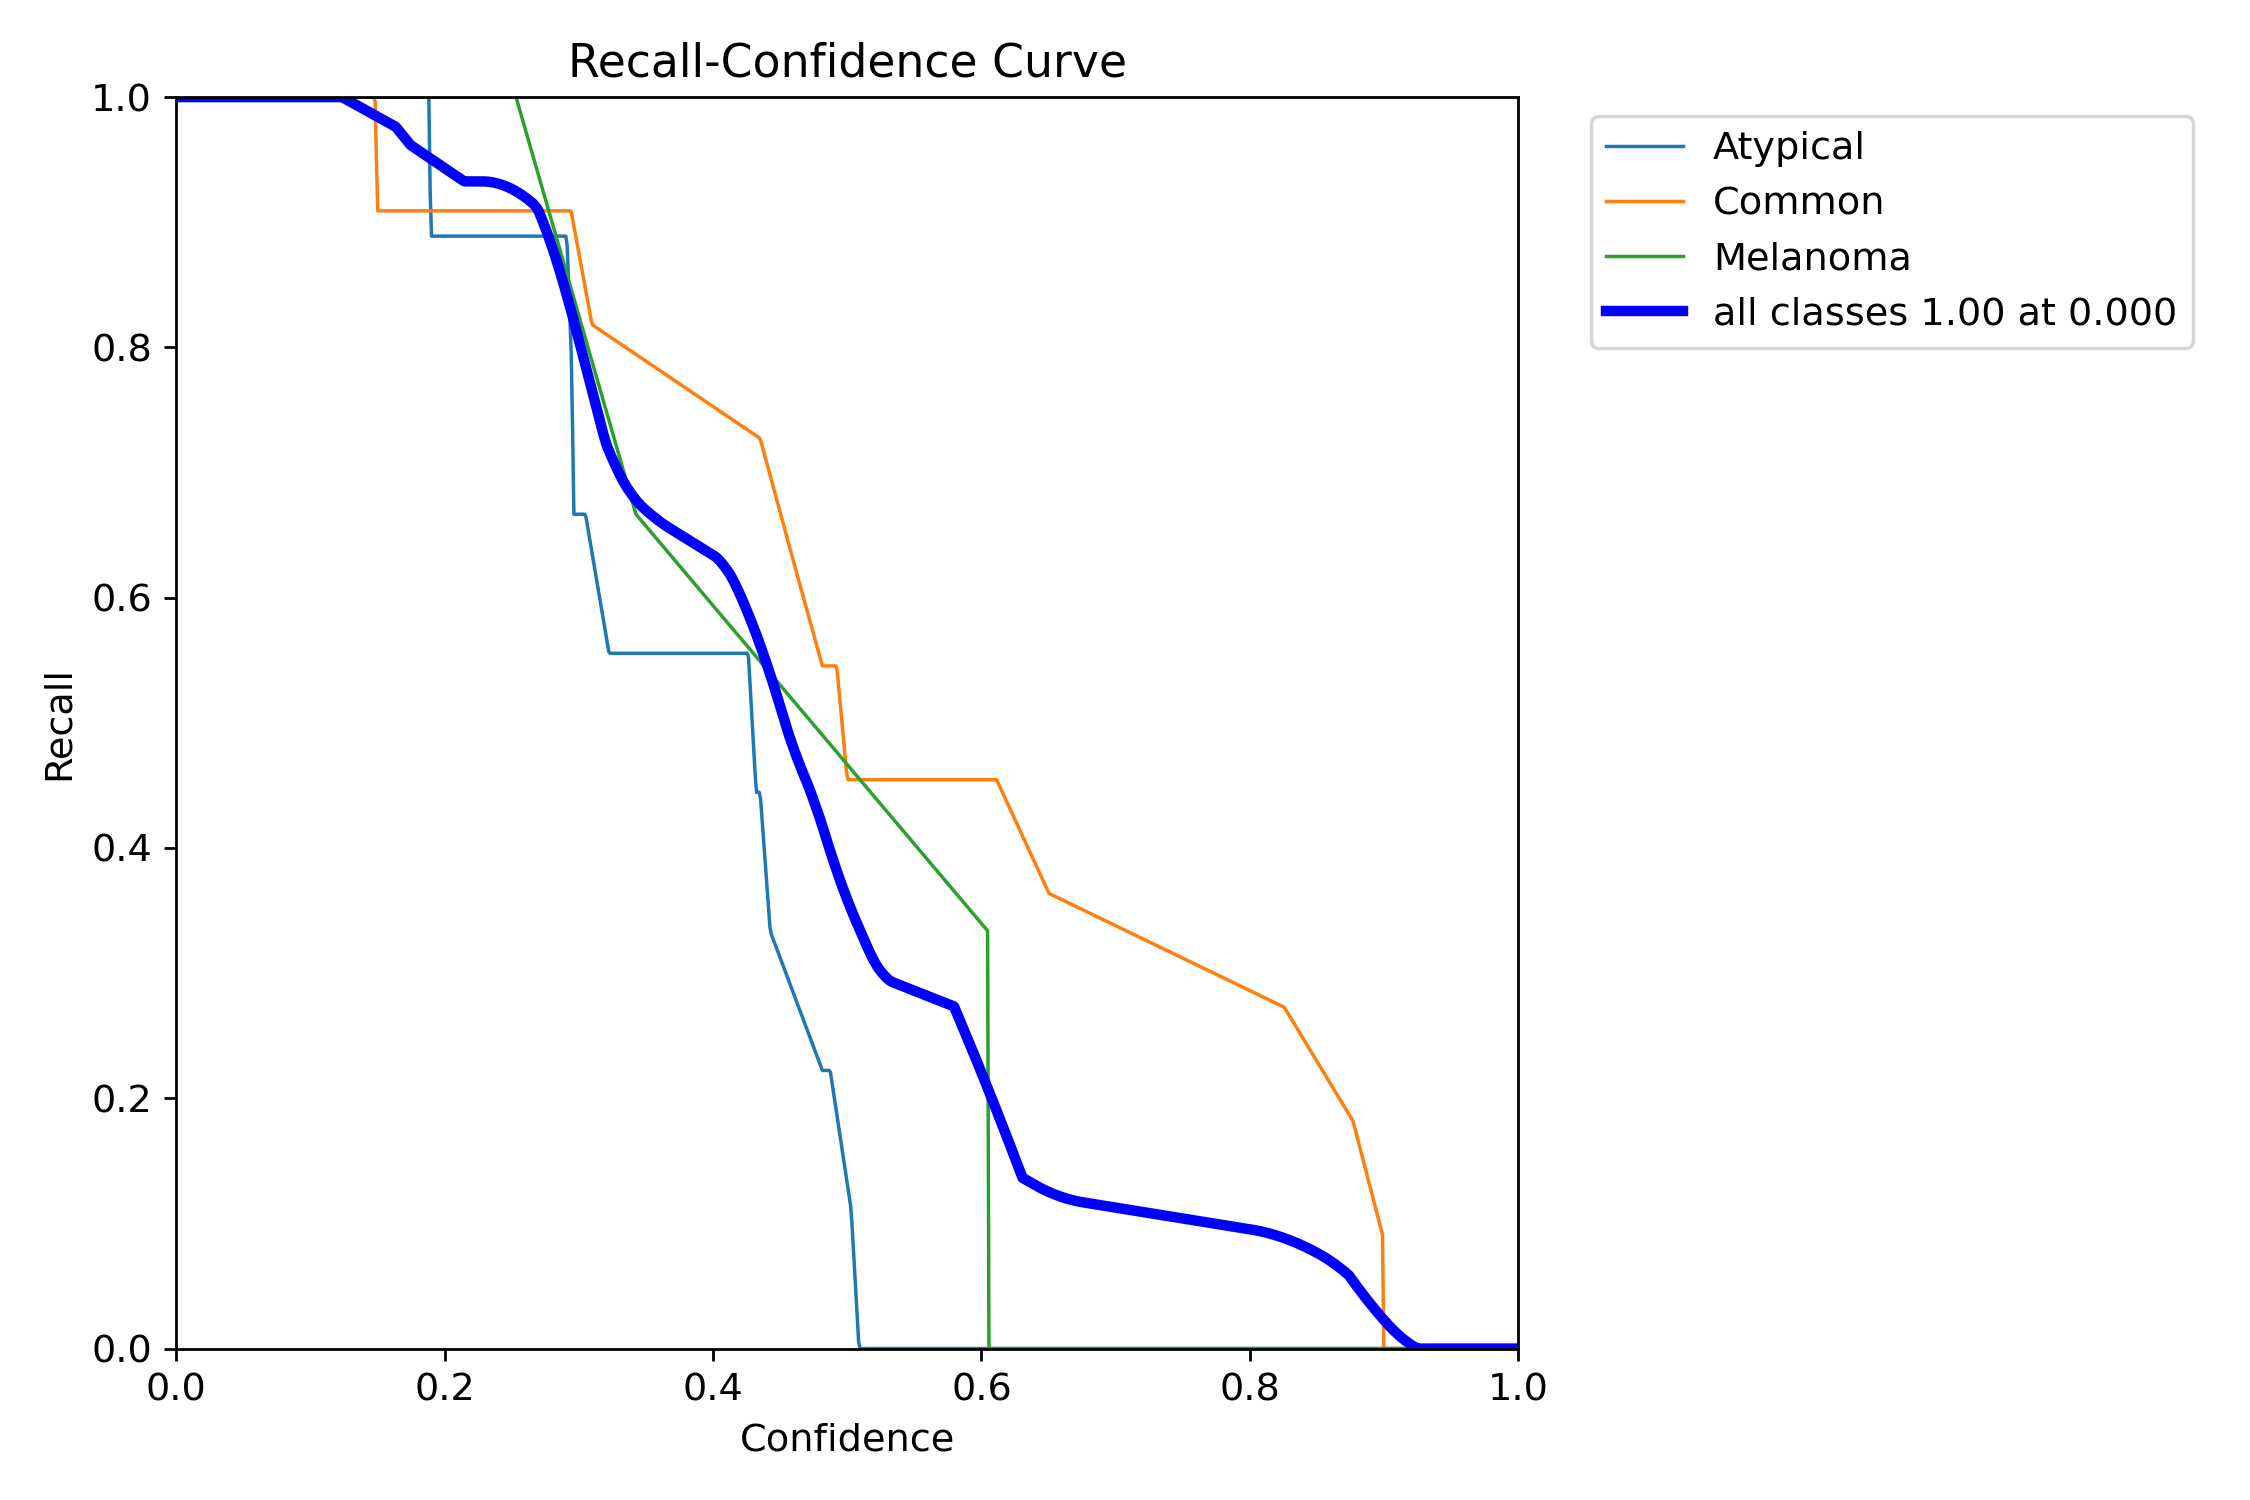 Recall-Confidence Curve
1.0
0.8
0.6
0.4
0.2
0.0
Recall
0.0 0.2 0.4 0.6 0.8 1.0
Confidence
Atypical
Common
Melanoma
all classes 1.00 at 0.000